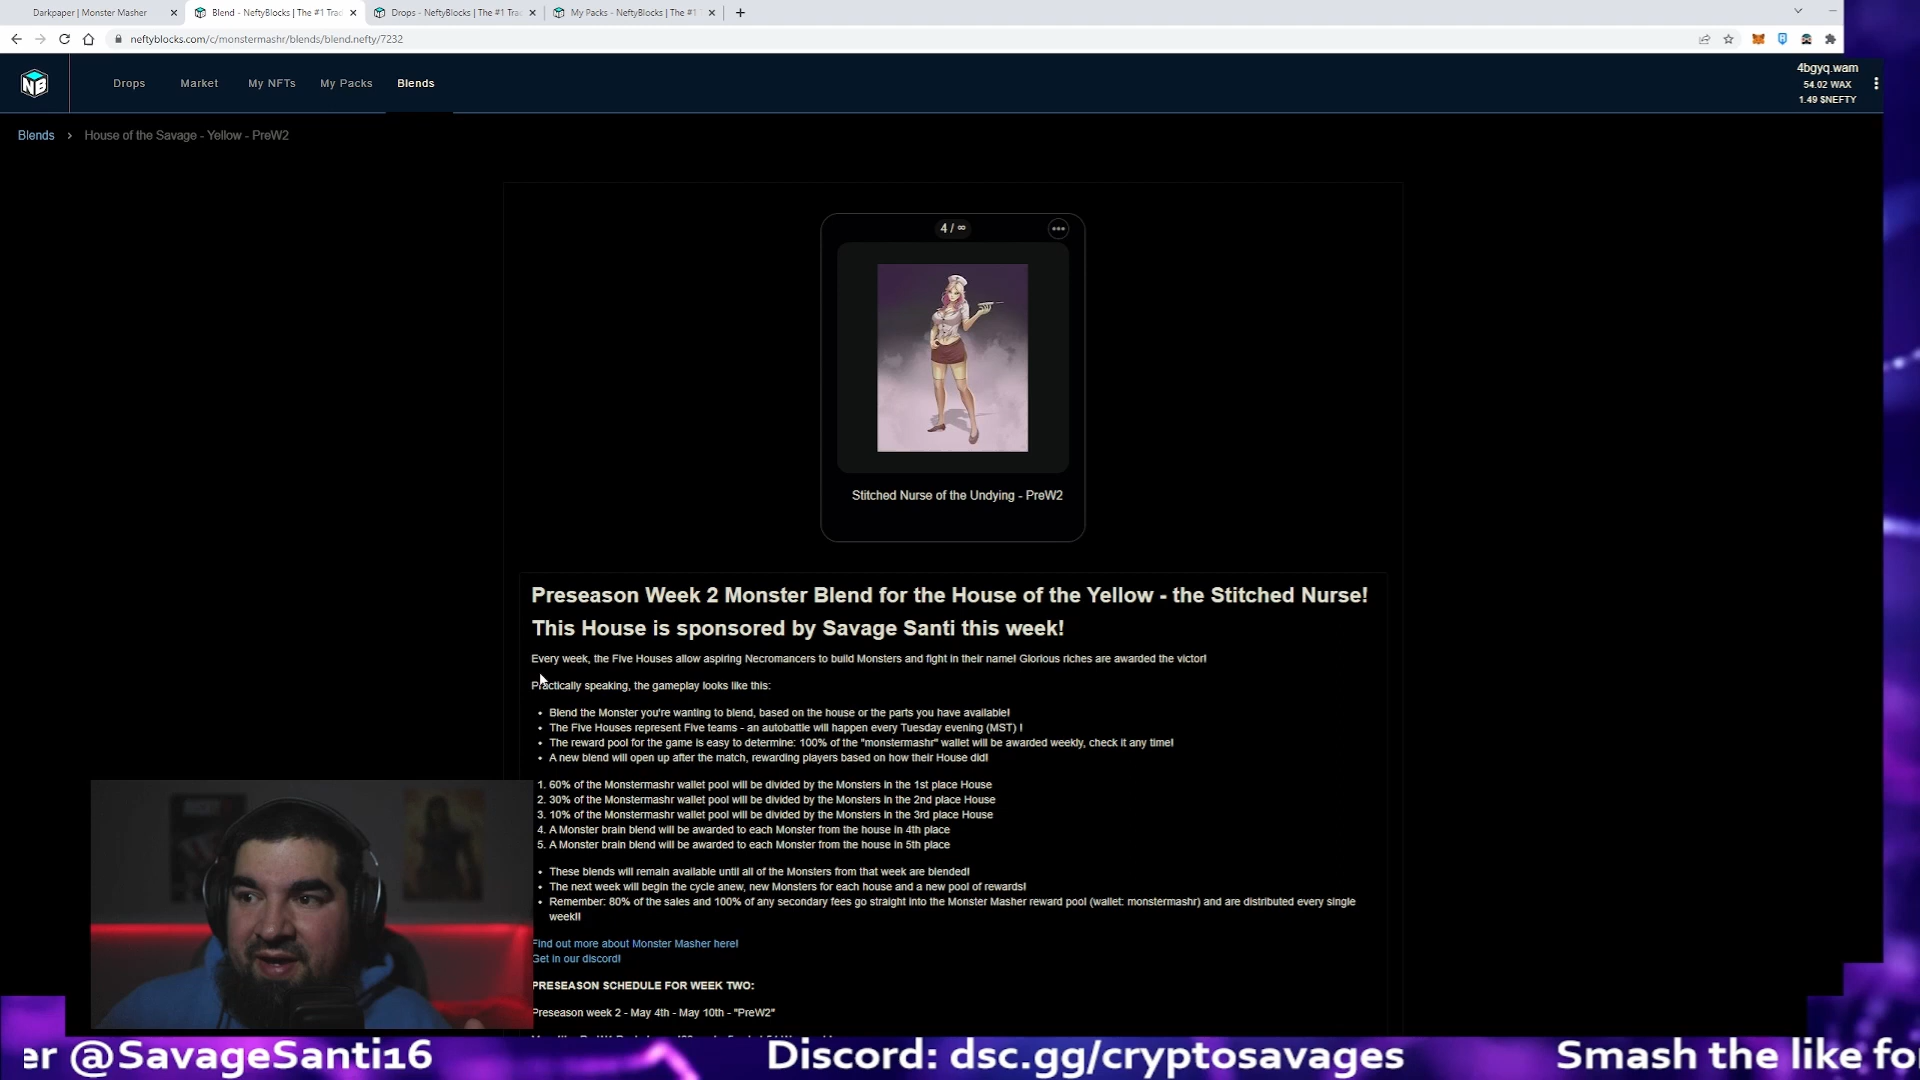 Darkpaper | Monster Masher
Blend - NeftyBlocks | The #1 Trad
Drops - NeftyBlocks | The #1 Tra
My Packs - NeftyBlocks | The #1
neftyblocks.com/c/monstermashr/blends/blend.nefty/7232
NB
Drops
Market
My NFTs
My Packs
Blends
4bgyq.wam
54.02 WAX
1.49 $NEFTY
Blends > House of the Savage - Yellow - PreW2
4 / ∞
Stitched Nurse of the Undying - PreW2
Preseason Week 2 Monster Blend for the House of the Yellow - the Stitched Nurse!
This House is sponsored by Savage Santi this week!
Every week, the Five Houses allow aspiring Necromancers to build Monsters and fight in their name! Glorious riches are awarded the victor!
Practically speaking, the gameplay looks like this:
• Blend the Monster you're wanting to blend, based on the house or the parts you have available!
• The Five Houses represent Five teams - an autobattle will happen every Tuesday evening (MST) !
• The reward pool for the game is easy to determine: 100% of the "monstermashr" wallet will be awarded weekly, check it any time!
• A new blend will open up after the match, rewarding players based on how their House did!
1. 60% of the Monstermashr wallet pool will be divided by the Monsters in the 1st place House
2. 30% of the Monstermashr wallet pool will be divided by the Monsters in the 2nd place House
3. 10% of the Monstermashr wallet pool will be divided by the Monsters in the 3rd place House
4. A Monster brain blend will be awarded to each Monster from the house in 4th place
5. A Monster brain blend will be awarded to each Monster from the house in 5th place
• These blends will remain available until all of the Monsters from that week are blended!
• The next week will begin the cycle anew, new Monsters for each house and a new pool of rewards!
• Remember: 80% of the sales and 100% of any secondary fees go straight into the Monster Masher reward pool (wallet: monstermashr) and are distributed every single
week!!
Find out more about Monster Masher here!
Get in our discord!
PRESEASON SCHEDULE FOR WEEK TWO:
Preseason week 2 - May 4th - May 10th - "PreW2"
er @SavageSanti16
Discord: dsc.gg/cryptosavages
Smash the like fo